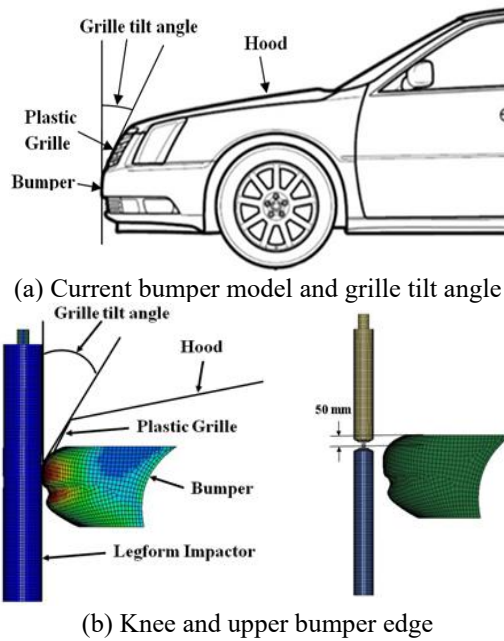 Grille tilt angle
Hood
Plastic
Grille
Bumper
(a) Current bumper model and grille tilt angle
Grille tilt angle
Hood
Plastic Grille
Bumper
Legform Impactor
50 mm
(b) Knee and upper bumper edge